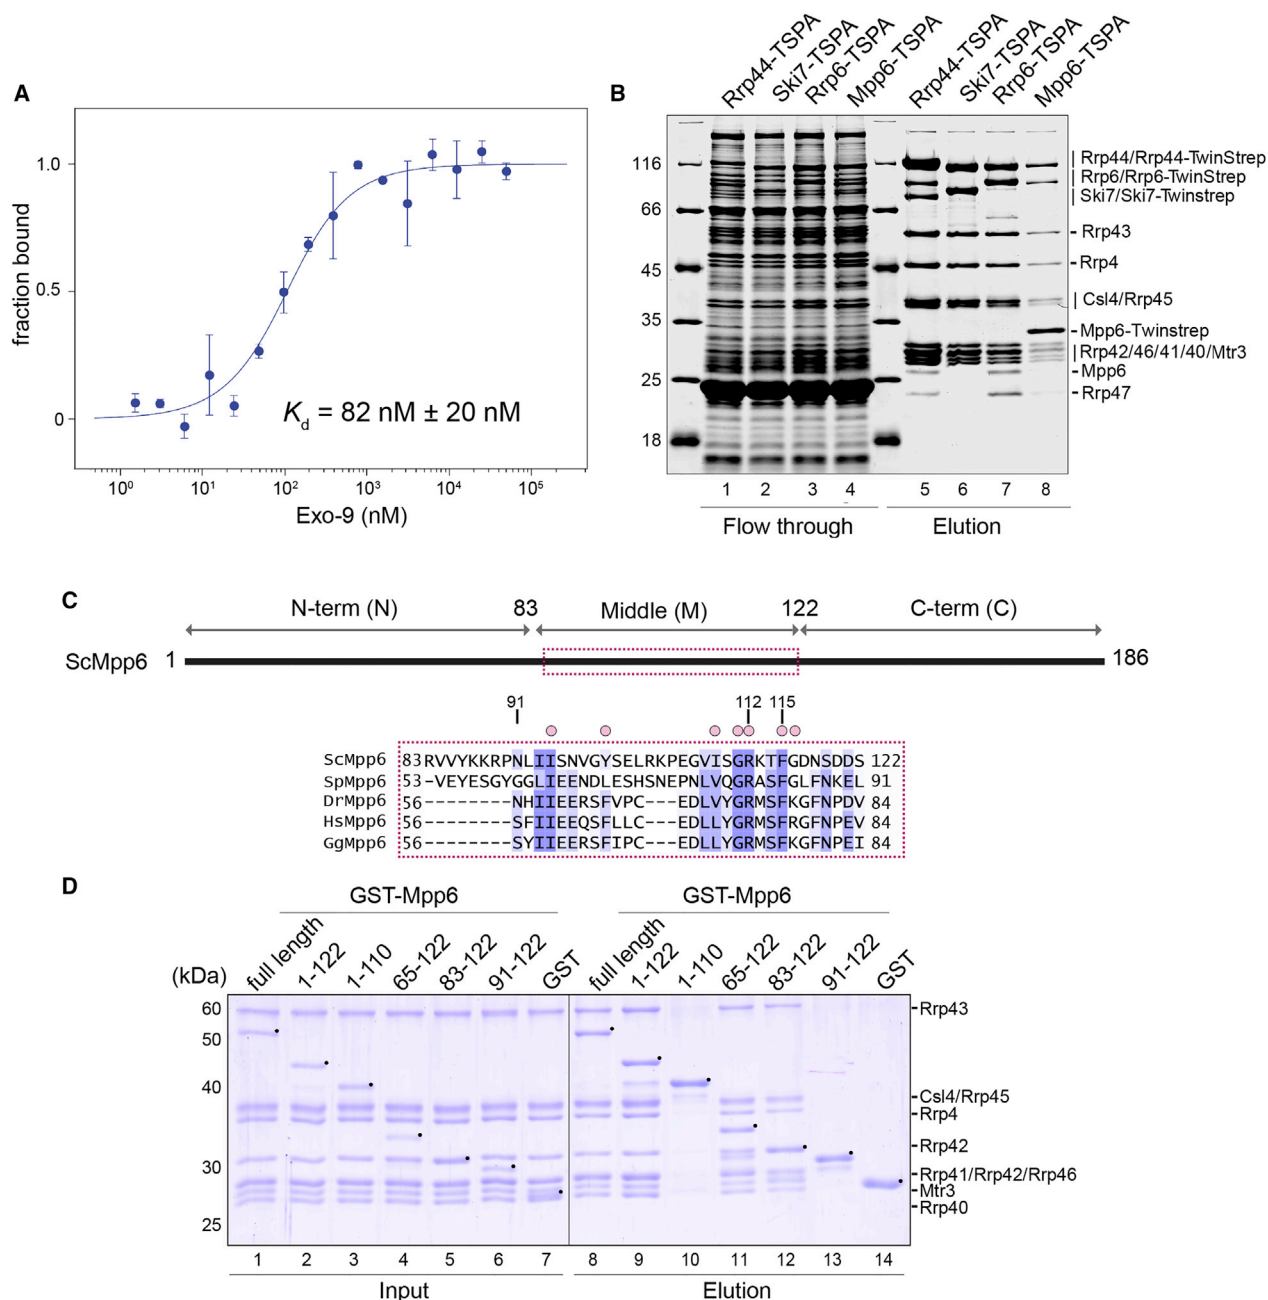 A
fraction bound
1.0
0.5
0
Kd = 82 nM ± 20 nM
10⁰ 10¹ 10² 10³ 10⁴ 10⁵
Exo-9 (nM)
B
Rrp44-TSPA Ski7-TSPA Rrp6-TSPA Mpp6-TSPA Rrp44-TSPA Ski7-TSPA Rrp6-TSPA Mpp6-TSPA
116
66
45
35
25
18
Rrp44/Rrp44-TwinStrep
Rrp6/Rrp6-TwinStrep
Ski7/Ski7-Twinstrep
Rrp43
Rrp4
Csl4/Rrp45
Mpp6-Twinstrep
Rrp42/46/41/40/Mtr3
Mpp6
Rrp47
1 2 3 4 5 6 7 8
Flow through Elution
C
N-term (N) 83 Middle (M) 122 C-term (C)
ScMpp6 1 186
91 112 115
ScMpp6 83RVVYKKRPNLIISNVGYSELRKPEGVISGRKTFGDNSDDS 122
SpMpp6 53-VEYESGYGGLIEENDLESHSNEPNLVQGRASFGLFNKEL 91
DrMpp6 56--------NHIIEERSFVPC---EDLVYGRMSFKGFNPDV 84
HsMpp6 56--------SFIIEEQSFLLC---EDLLYGRMSFRGFNPEV 84
GgMpp6 56--------SYIIEERSFIPC---EDLLYGRMSFKGFNPEI 84
D
GST-Mpp6 GST-Mpp6
(kDa) full length 1-122 1-110 65-122 83-122 91-122 GST full length 1-122 1-110 65-122 83-122 91-122 GST
60
50
40
30
25
Rrp43
Csl4/Rrp45
Rrp4
Rrp42
Rrp41/Rrp42/Rrp46
Mtr3
Rrp40
1 2 3 4 5 6 7 8 9 10 11 12 13 14
Input Elution